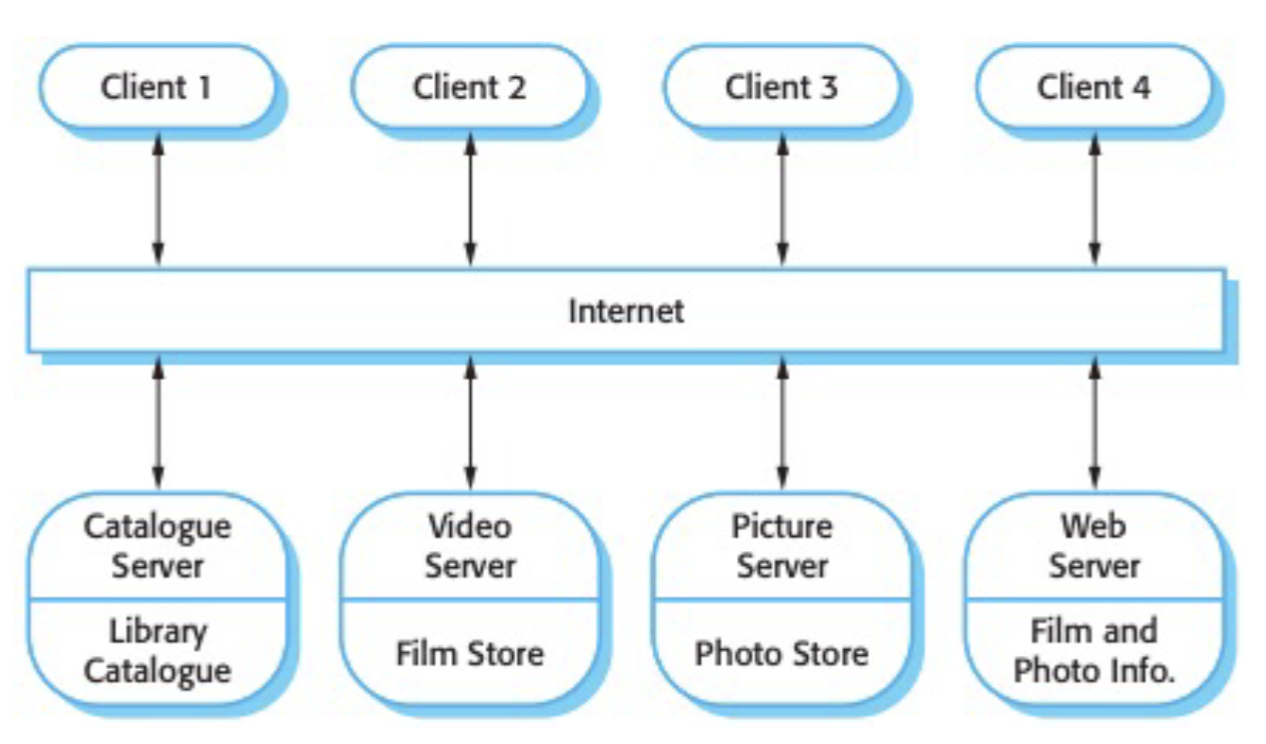 Client 1
Client 2
Client 3
Client 4
Internet
Catalogue
Server
Library
Catalogue
Video
Server
Film Store
Picture
Server
Photo Store
Web
Server
Film and
Photo Info.